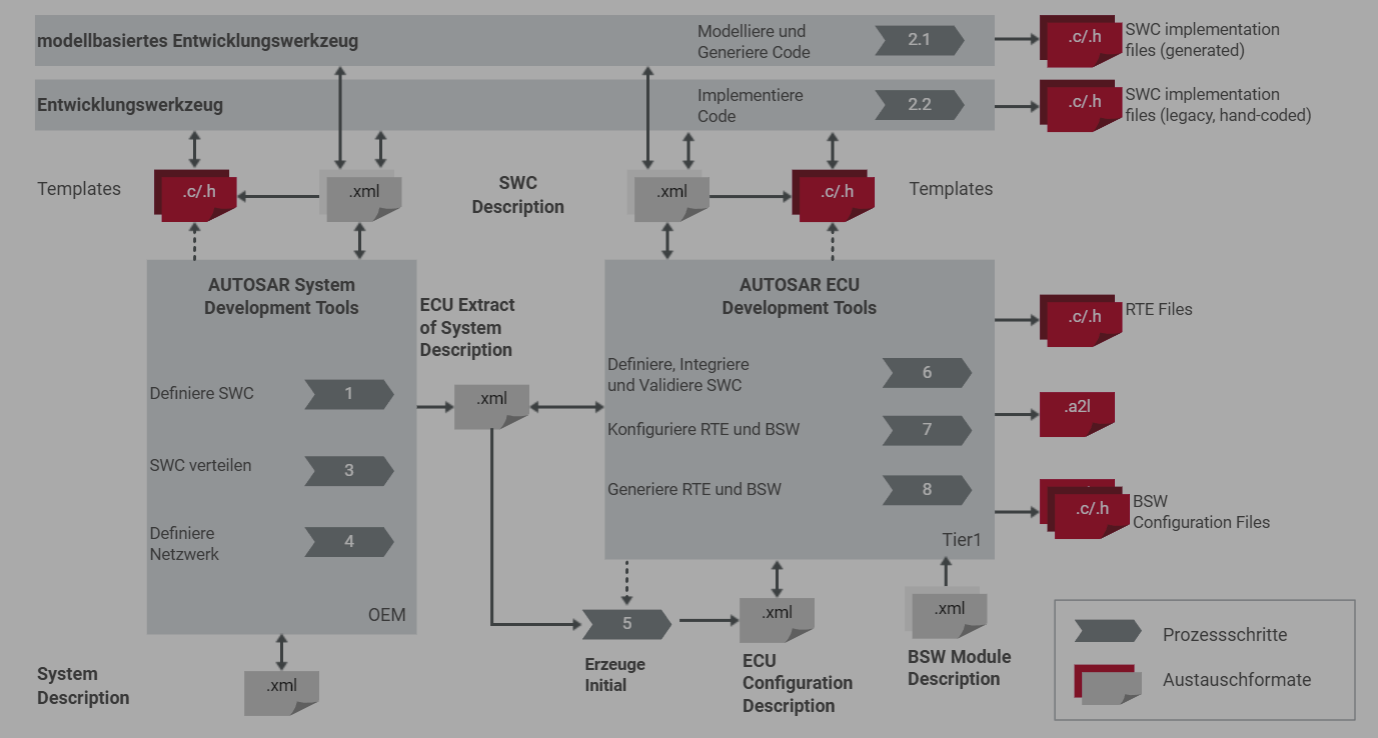 modellbasiertes Entwicklungswerkzeug
Modelliere und
Generiere Code
2.1
.c/.h
SWC implementation
files (generated)
Entwicklungswerkzeug
Implementiere
Code
2.2
.c/.h
SWC implementation
files (legacy, hand-coded)
Templates
.c/.h
.xml
SWC
Description
.xml
.c/.h
Templates
AUTOSAR System
Development Tools
Definiere SWC
1
SWC verteilen
3
Definiere
Netzwerk
4
OEM
ECU Extract
of System
Description
.xml
AUTOSAR ECU
Development Tools
Definiere, Integriere
und Validiere SWC
6
Konfiguriere RTE und BSW
7
Generiere RTE und BSW
8
Tier1
.c/.h
RTE Files
.a2l
.c/.h
BSW
Configuration Files
System
Description
.xml
5
Erzeuge
Initial
.xml
ECU
Configuration
Description
.xml
BSW Module
Description
Prozessschritte
Austauschformate